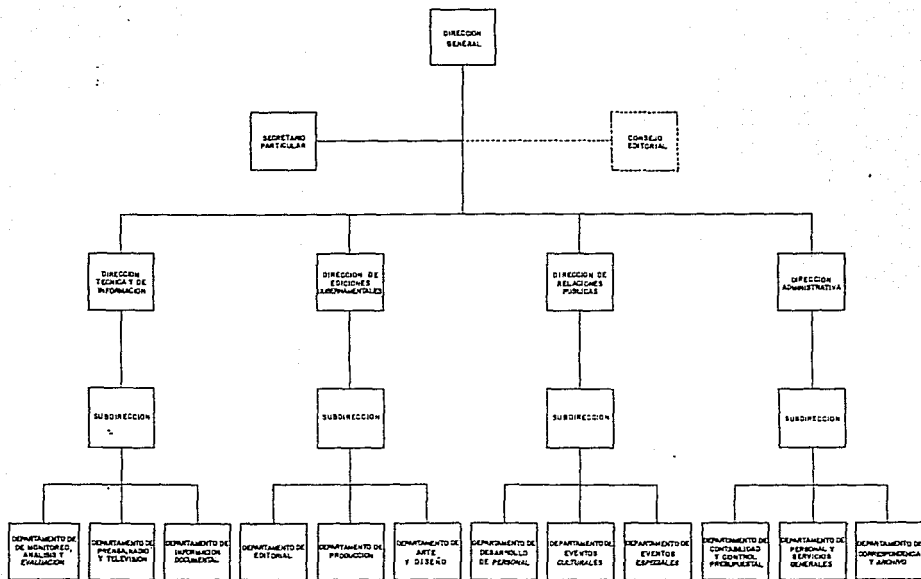 DIRECCION
GENERAL
SECRETARIO
PARTICULAR
CONSEJO
EDITORIAL
DIRECCION
TECNICA Y DE
INFORMACION
DIRECCION DE
EDICIONES
GUBERNAMENTALES
DIRECCION DE
RELACIONES
PUBLICAS
DIRECCION
ADMINISTRATIVA
SUBDIRECCION
SUBDIRECCION
SUBDIRECCION
SUBDIRECCION
DEPARTAMENTO DE
DE MONITOREO,
ANALISIS Y
EVALUACION
DEPARTAMENTO DE
PRENSA, RADIO
Y TELEVISION
DEPARTAMENTO DE
INFORMACION
DOCUMENTAL
DEPARTAMENTO DE
EDITORIAL
DEPARTAMENTO DE
PRODUCCION
DEPARTAMENTO DE
ARTE
Y DISEÑO
DEPARTAMENTO DE
DESARROLLO
DE PERSONAL
DEPARTAMENTO DE
EVENTOS
CULTURALES
DEPARTAMENTO DE
EVENTOS
ESPECIALES
DEPARTAMENTO DE
CONTABILIDAD
Y CONTROL
PRESUPUESTAL
DEPARTAMENTO DE
PERSONAL Y
SERVICIOS
GENERALES
DEPARTAMENTO DE
CORRESPONDENCIA
Y ARCHIVO